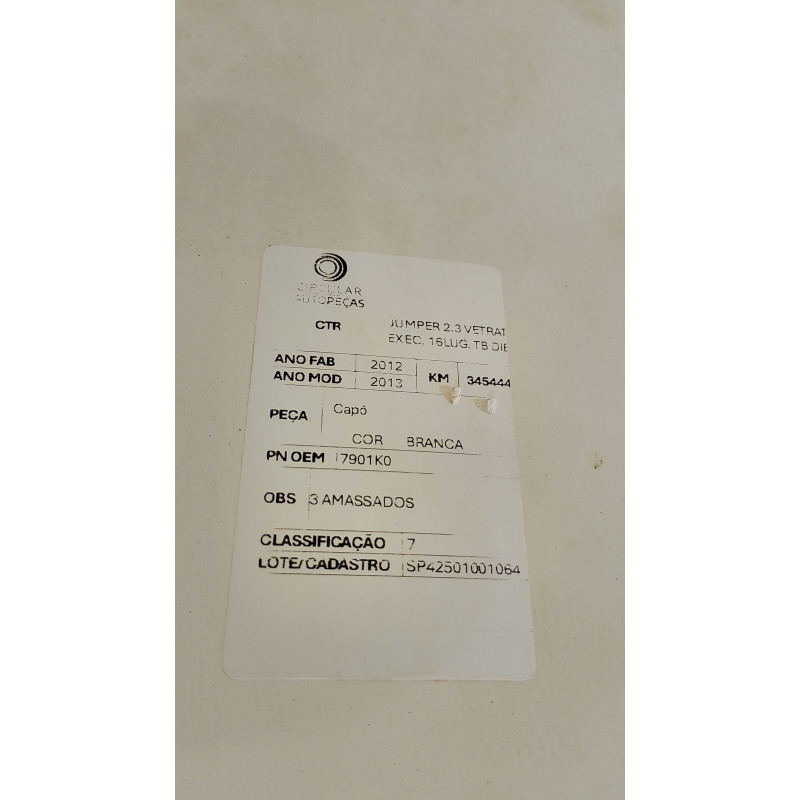 CIRCULAR
AUTOPEÇAS
CTR JUMPER 2.3 VETRAT
EXEC. 16LUG. TB DIE
ANO FAB 2012
ANO MOD 2013 KM 345444
PEÇA Capô
COR BRANCA
PN OEM 7901K0
OBS 3 AMASSADOS
CLASSIFICAÇÃO 7
LOTE/CADASTRO SP42501001064